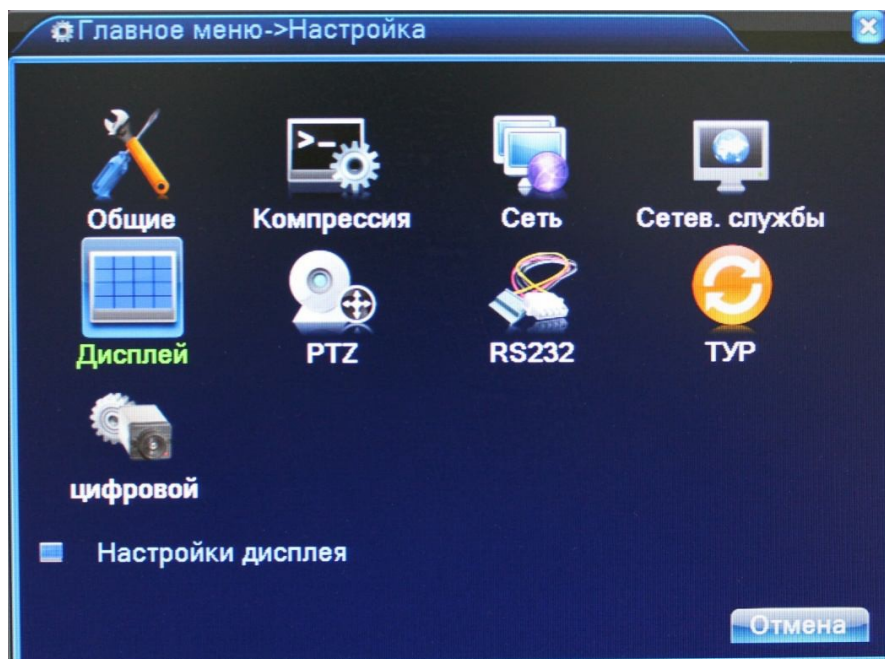 Главное меню->Настройка
Общие
Компрессия
Сеть
Сетев. службы
Дисплей
PTZ
RS232
ТУР
цифровой
Настройки дисплея
Отмена